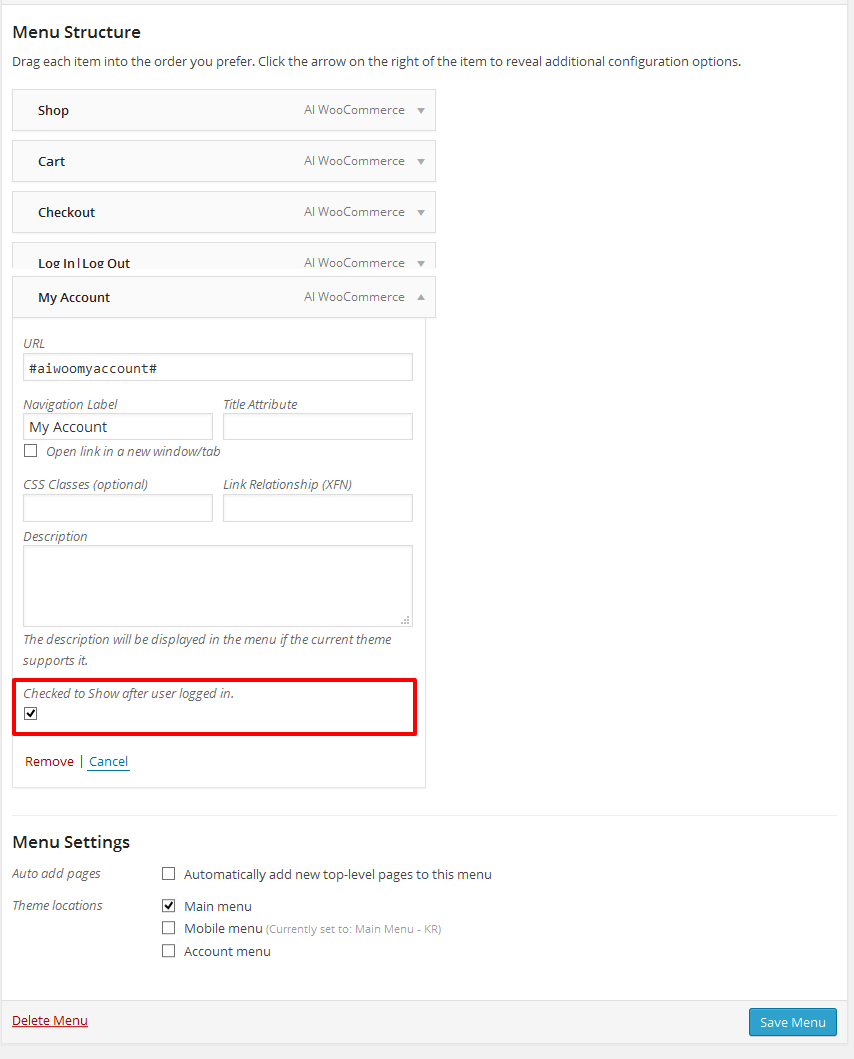 Menu Structure
Drag each item into the order you prefer. Click the arrow on the right of the item to reveal additional configuration options.
Shop AI WooCommerce
Cart AI WooCommerce
Checkout AI WooCommerce
Log In|Log Out AI WooCommerce
My Account AI WooCommerce
URL
#aiwoomyaccount#
Navigation Label Title Attribute
My Account
Open link in a new window/tab
CSS Classes (optional) Link Relationship (XFN)
Description
The description will be displayed in the menu if the current theme
supports it.
Checked to Show after user logged in.
Remove | Cancel
Menu Settings
Auto add pages Automatically add new top-level pages to this menu
Theme locations Main menu
Mobile menu (Currently set to: Main Menu - KR)
Account menu
Delete Menu Save Menu